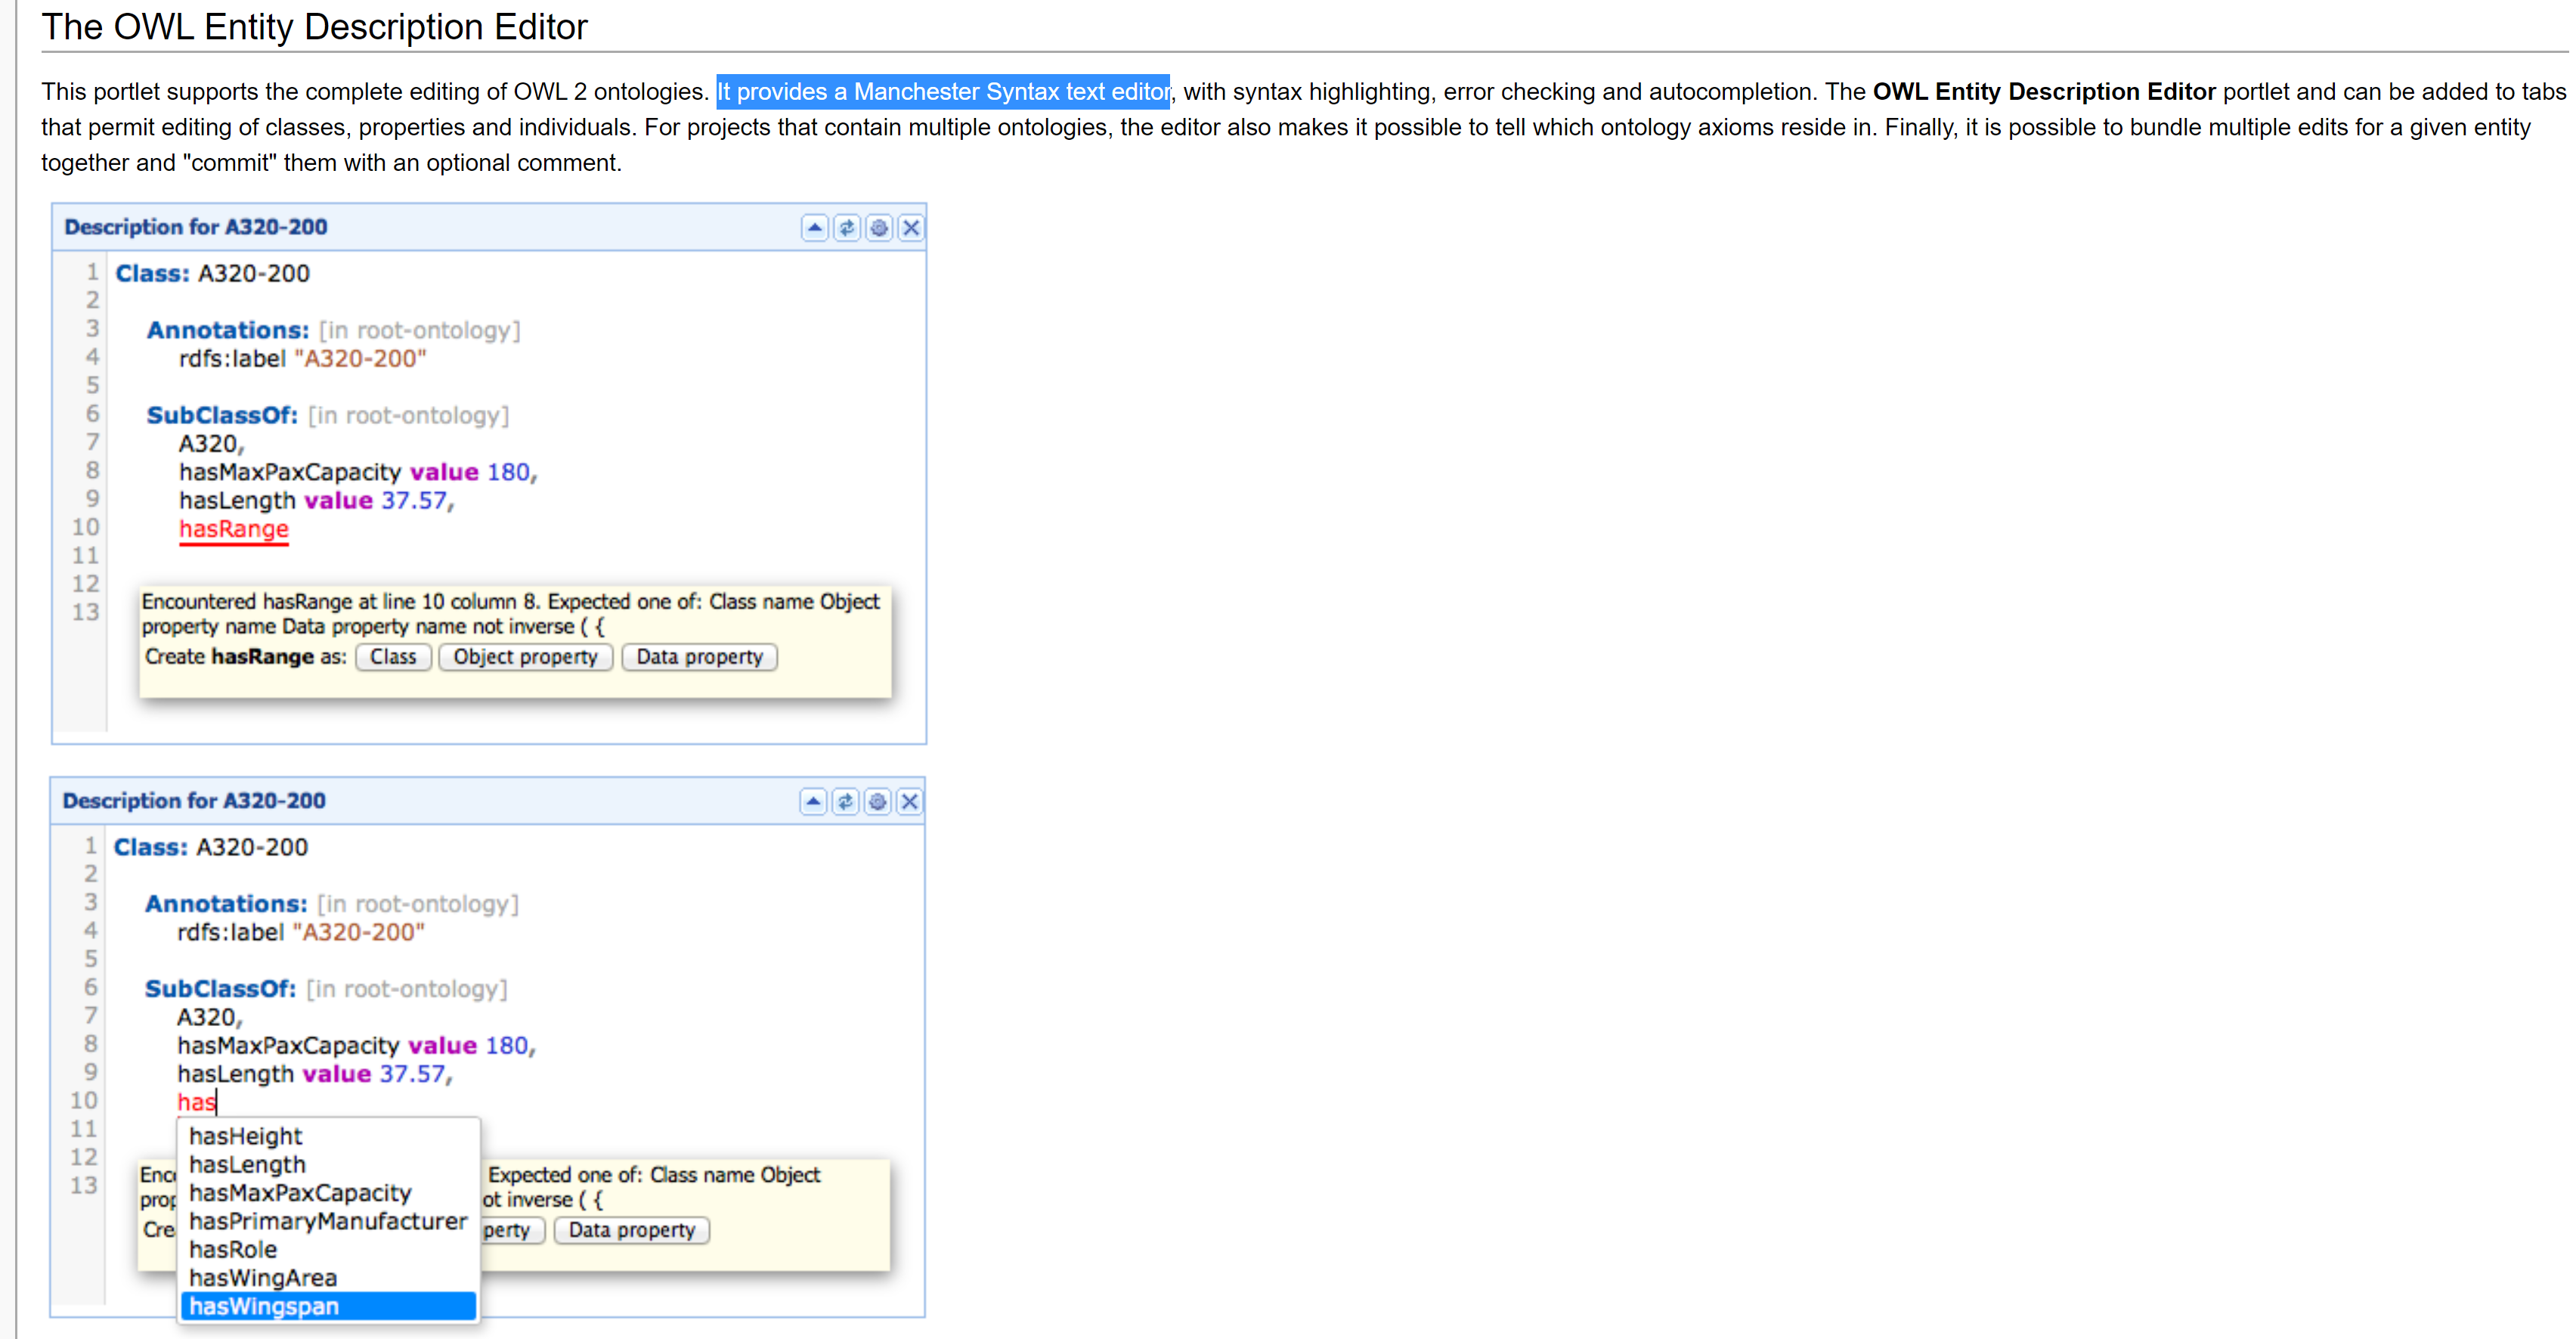 The OWL Entity Description Editor
This portlet supports the complete editing of OWL 2 ontologies. It provides a Manchester Syntax text editor, with syntax highlighting, error checking and autocompletion. The OWL Entity Description Editor portlet and can be added to tabs
that permit editing of classes, properties and individuals. For projects that contain multiple ontologies, the editor also makes it possible to tell which ontology axioms reside in. Finally, it is possible to bundle multiple edits for a given entity
together and "commit" them with an optional comment.
Description for A320-200
1 Class: A320-200
2
3 Annotations: [in root-ontology]
4 rdfs:label "A320-200"
5
6 SubClassOf: [in root-ontology]
7 A320,
8 hasMaxPaxCapacity value 180,
9 hasLength value 37.57,
10 hasRange
11
12
13
Encountered hasRange at line 10 column 8. Expected one of: Class name Object
property name Data property name not inverse ( {
Create hasRange as: Class Object property Data property
Description for A320-200
1 Class: A320-200
2
3 Annotations: [in root-ontology]
4 rdfs:label "A320-200"
5
6 SubClassOf: [in root-ontology]
7 A320,
8 hasMaxPaxCapacity value 180,
9 hasLength value 37.57,
10 has
11
12
13
hasHeight
hasLength
hasMaxPaxCapacity
hasPrimaryManufacturer
hasRole
hasWingArea
hasWingspan
Enc Expected one of: Class name Object
prop ot inverse ( {
Cre perty Data property